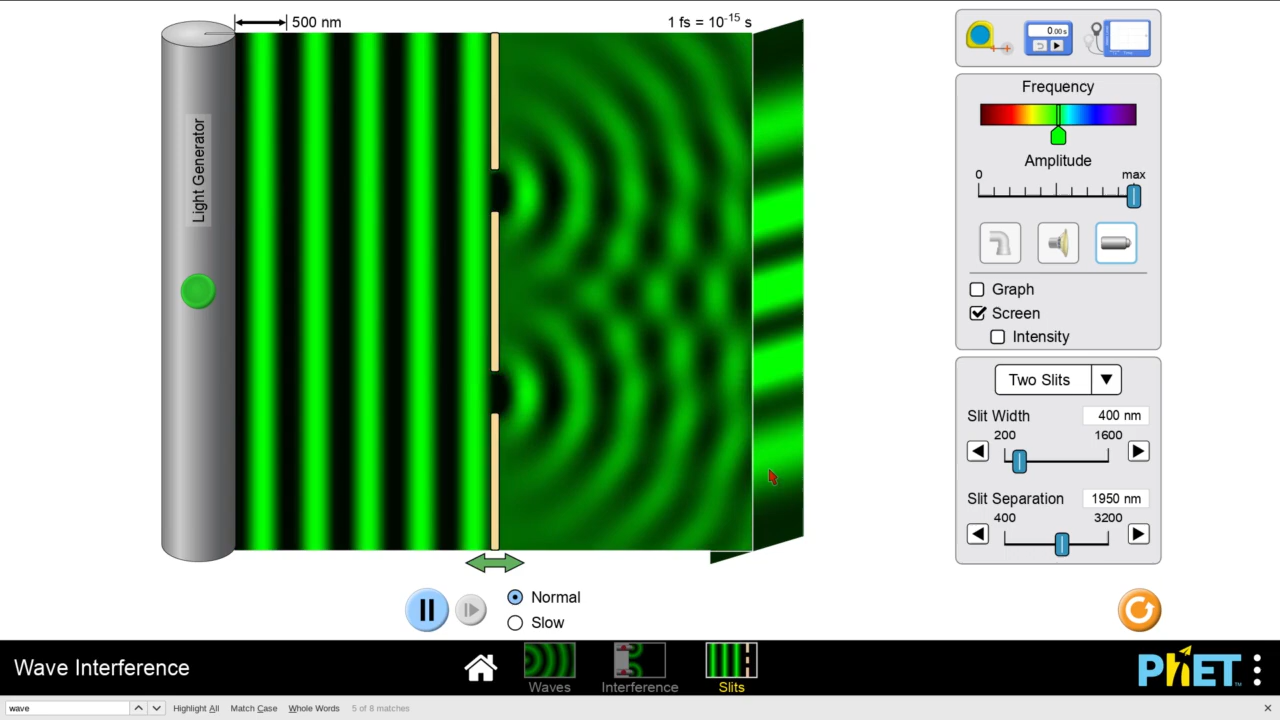 500 nm
1 fs = 10⁻¹⁵ s
Light Generator
0.00 s
Frequency
Amplitude
0 max
Graph
Screen
Intensity
Two Slits
Slit Width 400 nm
200 1600
Slit Separation 1950 nm
400 3200
Normal
Slow
Wave Interference
Waves
Interference
Slits
PhET
wave
Highlight All
Match Case
Whole Words
5 of 8 matches